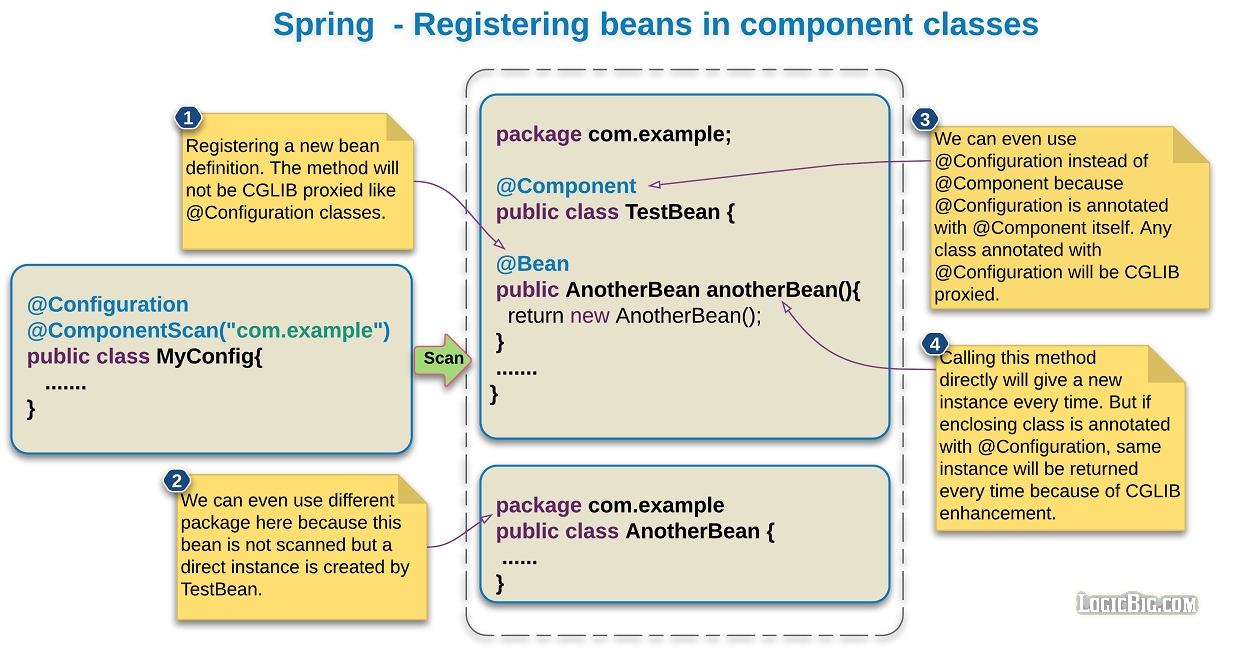 Spring - Registering beans in component classes
1
Registering a new bean
definition. The method will
not be CGLIB proxied like
@Configuration classes.
@Configuration
@ComponentScan("com.example")
public class MyConfig{
.......
}
Scan
2
We can even use different
package here because this
bean is not scanned but a
direct instance is created by
TestBean.
package com.example;
@Component
public class TestBean {
@Bean
public AnotherBean anotherBean(){
return new AnotherBean();
}
.......
}
package com.example
public class AnotherBean {
......
}
3
We can even use
@Configuration instead of
@Component because
@Configuration is annotated
with @Component itself. Any
class annotated with
@Configuration will be CGLIB
proxied.
4
Calling this method
directly will give a new
instance every time. But if
enclosing class is annotated
with @Configuration, same
instance will be returned
every time because of CGLIB
enhancement.
LogicBig.com